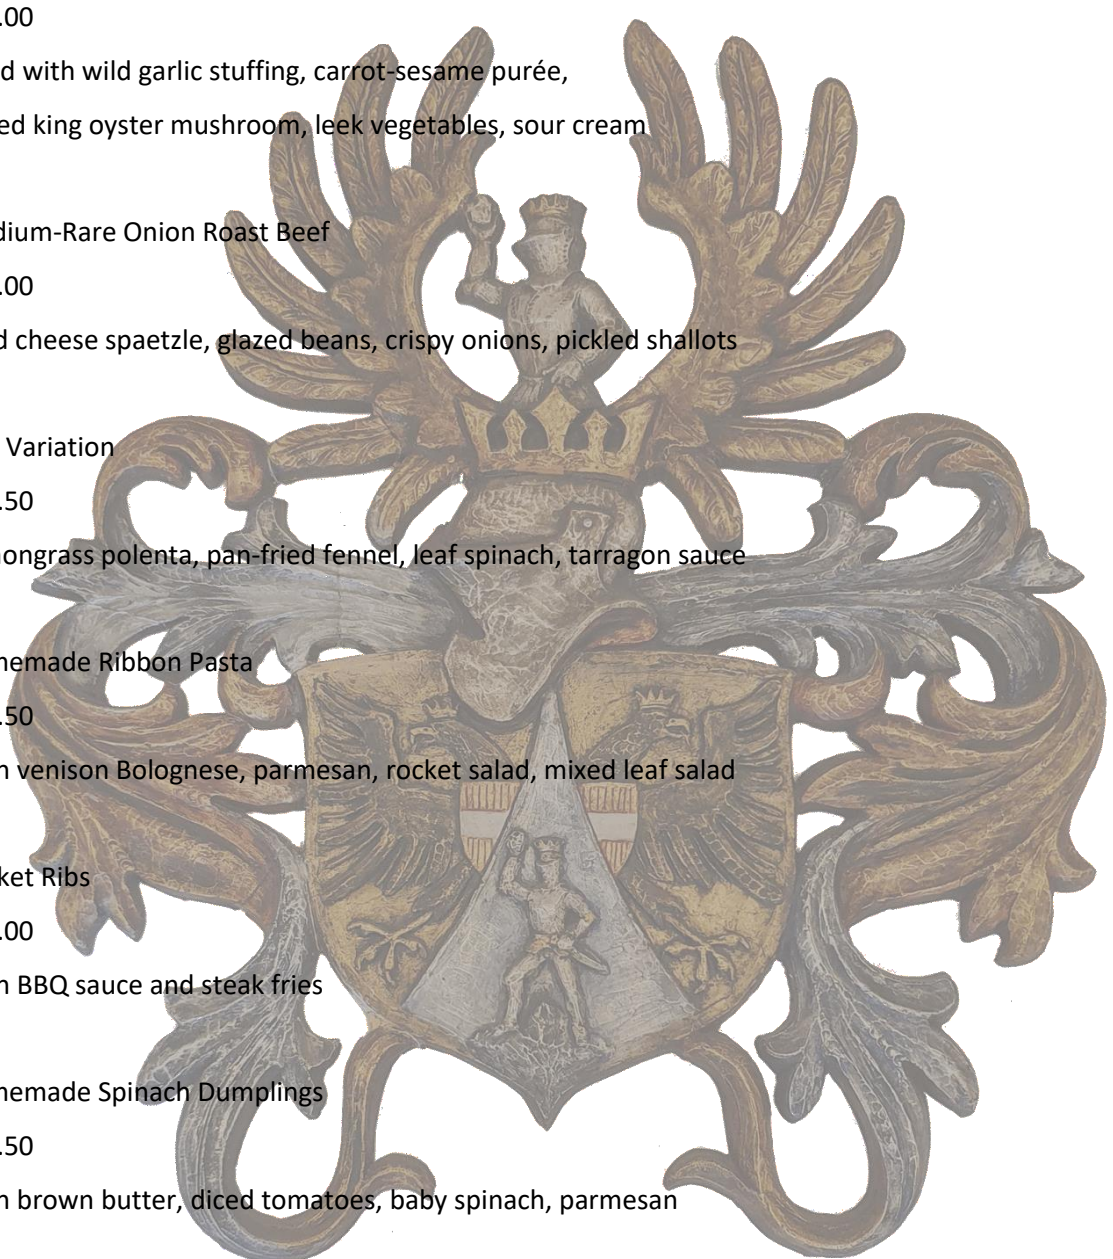 .00
d with wild garlic stuffing, carrot-sesame purée,
ed king oyster mushroom, leek vegetables, sour cream
dium-Rare Onion Roast Beef
.00
d cheese spaetzle, glazed beans, crispy onions, pickled shallots
Variation
.50
nongrass polenta, pan-fried fennel, leaf spinach, tarragon sauce
nemade Ribbon Pasta
.50
h venison Bolognese, parmesan, rocket salad, mixed leaf salad
ket Ribs
.00
h BBQ sauce and steak fries
nemade Spinach Dumplings
.50
h brown butter, diced tomatoes, baby spinach, parmesan